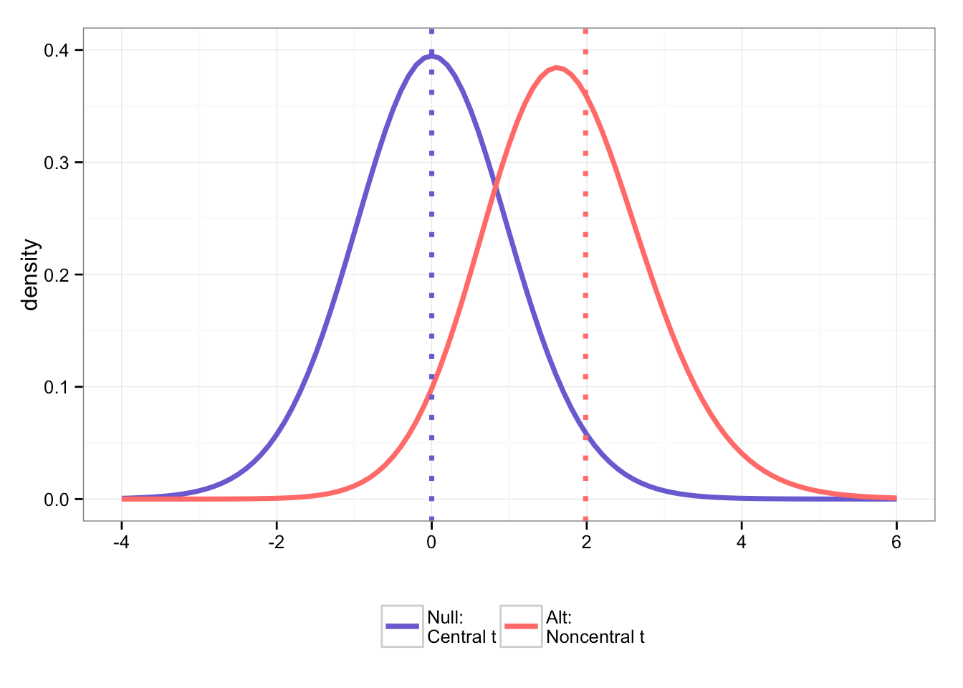 0.4
0.3
0.2
0.1
0.0
density
-4 -2 0 2 4 6
Null:
Central t
Alt:
Noncentral t